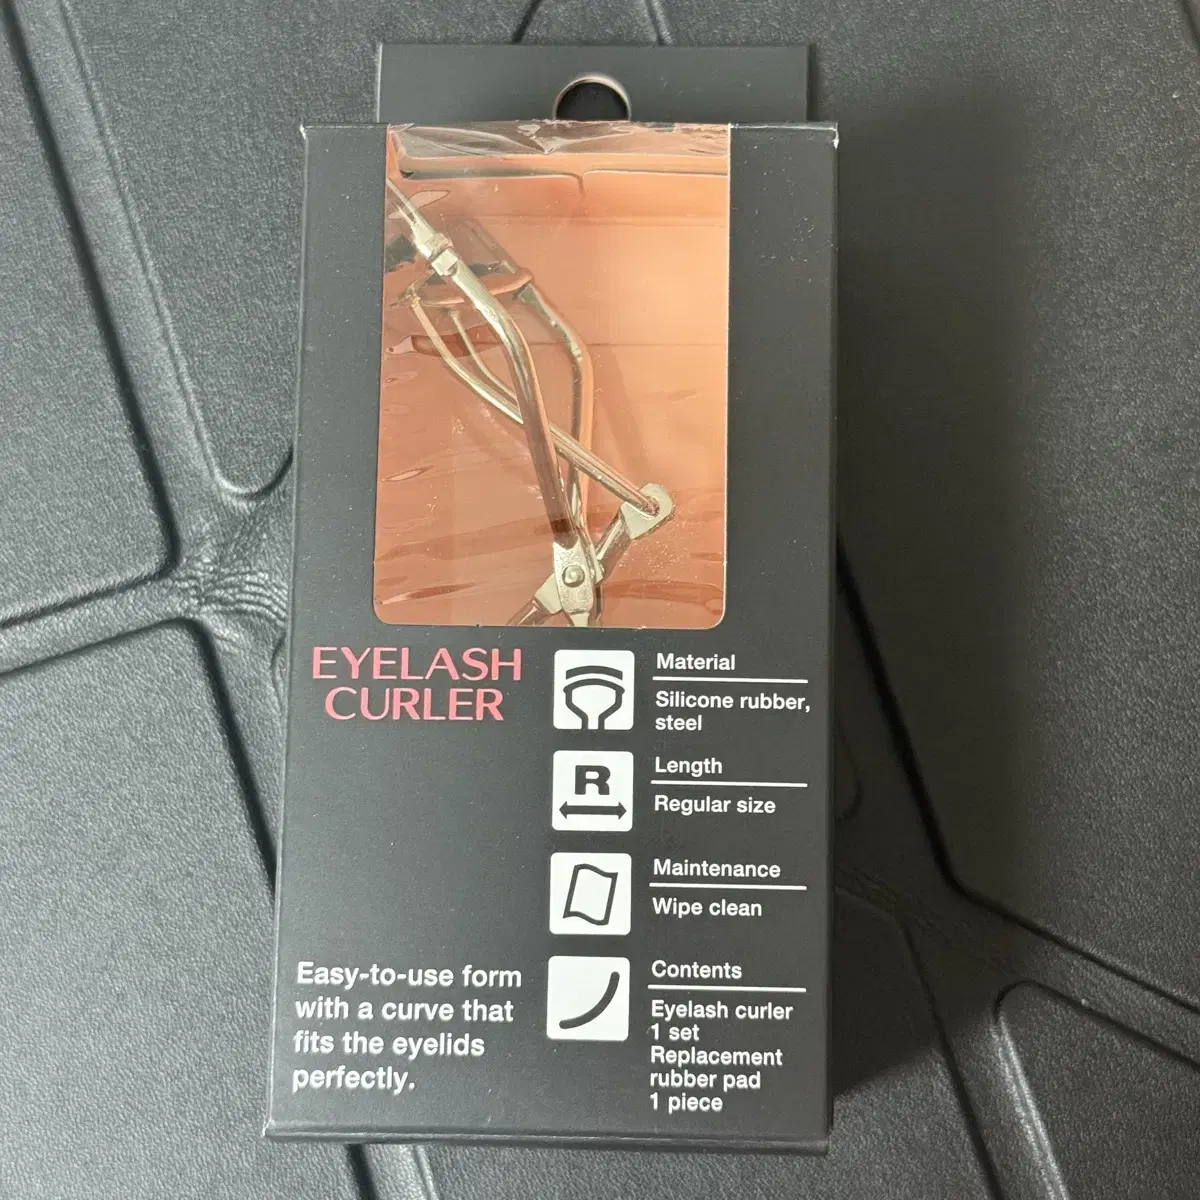 EYELASH
CURLER
Easy-to-use form
with a curve that
fits the eyelids
perfectly.
Material
Silicone rubber,
steel
R
Length
Regular size
Maintenance
Wipe clean
Contents
Eyelash curler
1 set
Replacement
rubber pad
1 piece